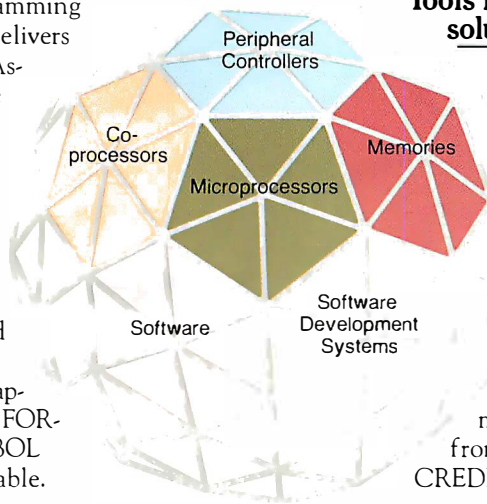 amming
elivers
As-
Tools
solu
Peripheral
Controllers
Co-
processors
Memories
Microprocessors
Software
Software
Development
Systems
d
ap-
FOR-
BOL
able.
n
from
CRED